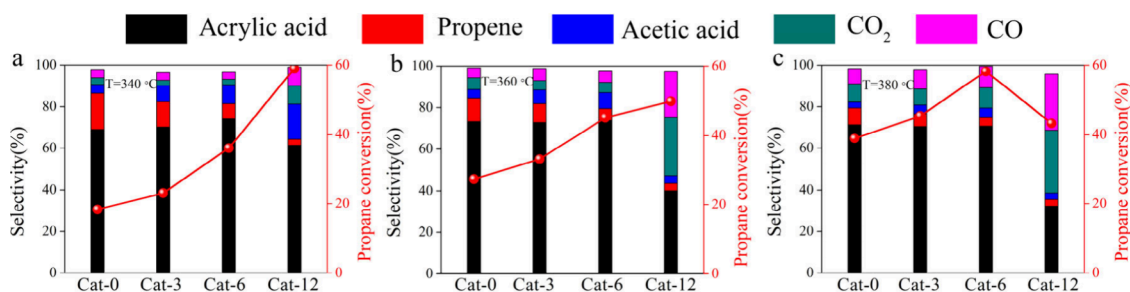 Acrylic acid Propene Acetic acid CO₂ CO
a
T=340 °C
Selectivity(%)
100
80
60
40
20
0
Cat-0 Cat-3 Cat-6 Cat-12
60
40
20
0
Propane conversion(%)
b
T=360 °C
Selectivity(%)
100
80
60
40
20
0
Cat-0 Cat-3 Cat-6 Cat-12
60
40
20
0
Propane conversion(%)
c
T=380 °C
Selectivity(%)
100
80
60
40
20
0
Cat-0 Cat-3 Cat-6 Cat-12
60
40
20
0
Propane conversion(%)